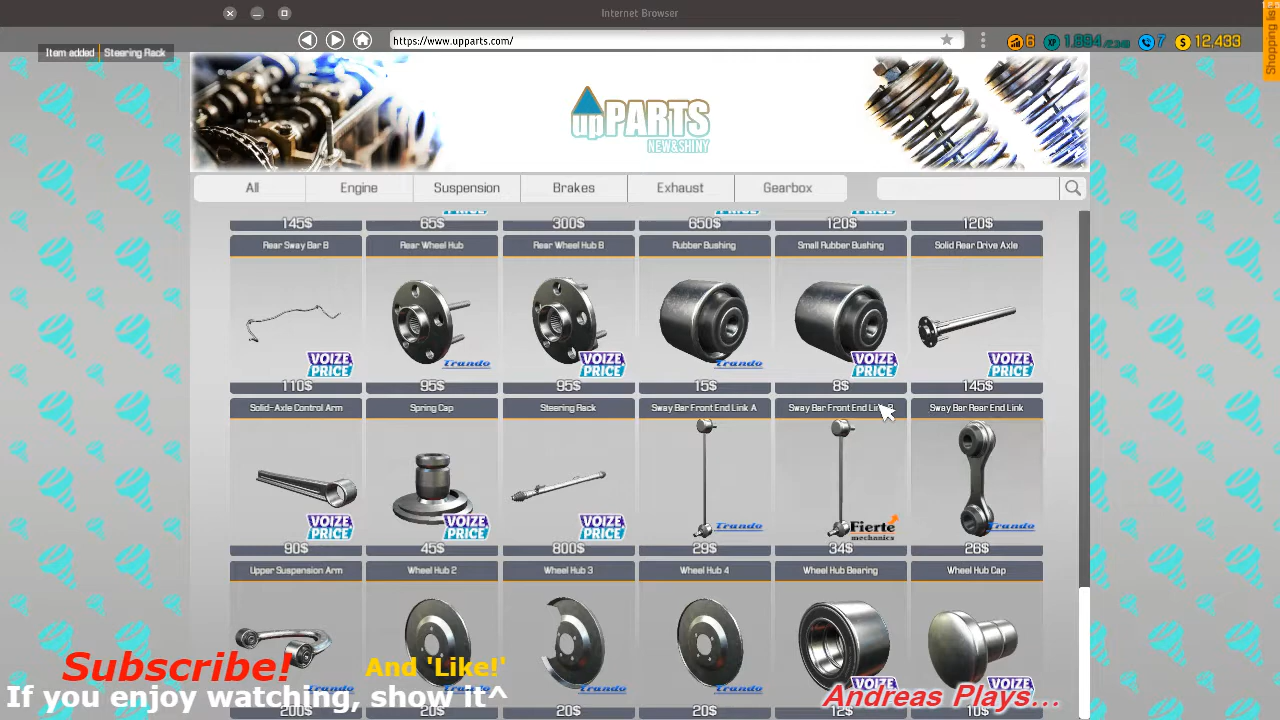 Internet Browser
https://www.upparts.com/
6
7
12,433
Shopping list
Item added | Steering Rack
upPARTS
NEW&SHINY
All
Engine
Suspension
Brakes
Exhaust
Gearbox
145$
65$
300$
650$
120$
120$
Rear Sway Bar B
Rear Wheel Hub
Rear Wheel Hub B
Rubber Bushing
Small Rubber Bushing
Solid Rear Drive Axle
VOIZE PRICE
Trando
VOIZE PRICE
Trando
VOIZE PRICE
VOIZE PRICE
110$
95$
95$
15$
8$
145$
Solid-Axle Control Arm
Spring Cap
Steering Rack
Sway Bar Front End Link A
Sway Bar Front End Link
Sway Bar Rear End Link
VOIZE PRICE
VOIZE PRICE
VOIZE PRICE
Trando
Fierte mechanics
Trando
90$
45$
800$
29$
34$
26$
Upper Suspension Arm
Wheel Hub 2
Wheel Hub 3
Wheel Hub 4
Wheel Hub Bearing
Wheel Hub Cap
Trando
Trando
Trando
VOIZE
VOIZE
200$
20$
20$
20$
12$
10$
Subscribe!
And 'Like!'
If you enjoy watching, show it^
Andreas Plays...